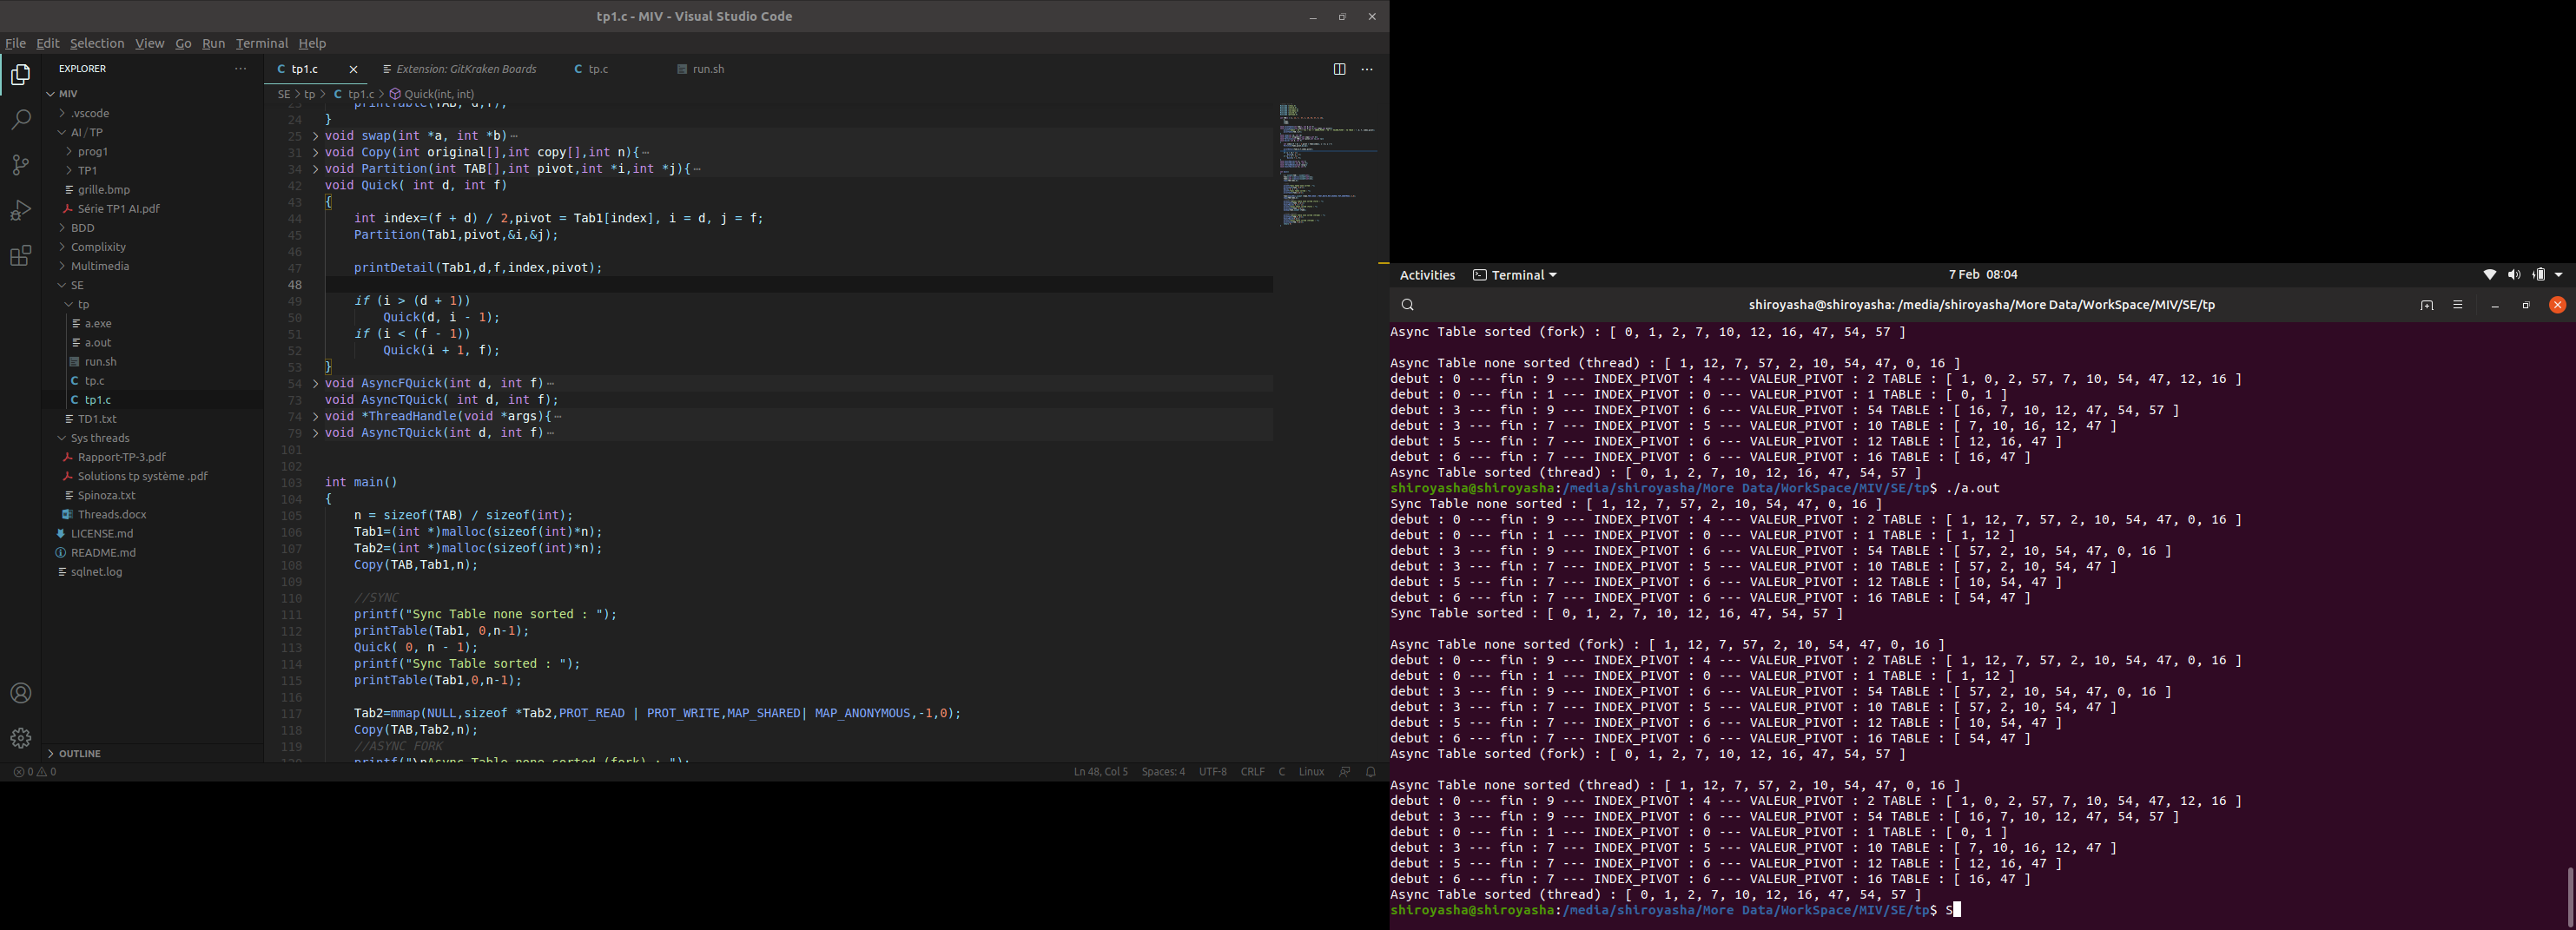 tp1.c - MIV - Visual Studio Code
File Edit Selection View Go Run Terminal Help
EXPLORER
MIV
.vscode
AI / TP
prog1
TP1
grille.bmp
Série TP1 AI.pdf
BDD
Complixity
Multimedia
SE
tp
a.exe
a.out
run.sh
tp.c
tp1.c
TD1.txt
Sys threads
Rapport-TP-3.pdf
Solutions tp système .pdf
Spinoza.txt
Threads.docx
LICENSE.md
README.md
sqlnet.log
OUTLINE
tp1.c Extension: GitKraken Boards tp.c run.sh
SE > tp > C tp1.c > Quick(int, int)
23 printTable(TAB, d,f);
24 }
25 void swap(int *a, int *b)
31 void Copy(int original[],int copy[],int n){
34 void Partition(int TAB[],int pivot,int *i,int *j){
42 void Quick( int d, int f)
43 {
44 int index=(f + d) / 2,pivot = Tab1[index], i = d, j = f;
45 Partition(Tab1,pivot,&i,&j);
46
47 printDetail(Tab1,d,f,index,pivot);
48
49 if (i > (d + 1))
50 Quick(d, i - 1);
51 if (i < (f - 1))
52 Quick(i + 1, f);
53 }
54 void AsyncFQuick(int d, int f)
73 void AsyncTQuick( int d, int f);
74 void *ThreadHandle(void *args){
79 void AsyncTQuick(int d, int f)
101
102
103 int main()
104 {
105 n = sizeof(TAB) / sizeof(int);
106 Tab1=(int *)malloc(sizeof(int)*n);
107 Tab2=(int *)malloc(sizeof(int)*n);
108 Copy(TAB,Tab1,n);
109
110 //SYNC
111 printf("Sync Table none sorted : ");
112 printTable(Tab1, 0,n-1);
113 Quick( 0, n - 1);
114 printf("Sync Table sorted : ");
115 printTable(Tab1,0,n-1);
116
117 Tab2=mmap(NULL,sizeof *Tab2,PROT_READ | PROT_WRITE,MAP_SHARED| MAP_ANONYMOUS,-1,0);
118 Copy(TAB,Tab2,n);
119 //ASYNC FORK
120 printf("\nAsync Table none sorted (fork) : ");
0 0 Ln 48, Col 5 Spaces: 4 UTF-8 CRLF C Linux
Activities Terminal 7 Feb 08:04
shiroyasha@shiroyasha: /media/shiroyasha/More Data/WorkSpace/MIV/SE/tp
Async Table sorted (fork) : [ 0, 1, 2, 7, 10, 12, 16, 47, 54, 57 ]
Async Table none sorted (thread) : [ 1, 12, 7, 57, 2, 10, 54, 47, 0, 16 ]
debut : 0 --- fin : 9 --- INDEX_PIVOT : 4 --- VALEUR_PIVOT : 2 TABLE : [ 1, 0, 2, 57, 7, 10, 54, 47, 12, 16 ]
debut : 0 --- fin : 1 --- INDEX_PIVOT : 0 --- VALEUR_PIVOT : 1 TABLE : [ 0, 1 ]
debut : 3 --- fin : 9 --- INDEX_PIVOT : 6 --- VALEUR_PIVOT : 54 TABLE : [ 16, 7, 10, 12, 47, 54, 57 ]
debut : 3 --- fin : 7 --- INDEX_PIVOT : 5 --- VALEUR_PIVOT : 10 TABLE : [ 7, 10, 16, 12, 47 ]
debut : 5 --- fin : 7 --- INDEX_PIVOT : 6 --- VALEUR_PIVOT : 12 TABLE : [ 12, 16, 47 ]
debut : 6 --- fin : 7 --- INDEX_PIVOT : 6 --- VALEUR_PIVOT : 16 TABLE : [ 16, 47 ]
Async Table sorted (thread) : [ 0, 1, 2, 7, 10, 12, 16, 47, 54, 57 ]
shiroyasha@shiroyasha:/media/shiroyasha/More Data/WorkSpace/MIV/SE/tp$ ./a.out
Sync Table none sorted : [ 1, 12, 7, 57, 2, 10, 54, 47, 0, 16 ]
debut : 0 --- fin : 9 --- INDEX_PIVOT : 4 --- VALEUR_PIVOT : 2 TABLE : [ 1, 12, 7, 57, 2, 10, 54, 47, 0, 16 ]
debut : 0 --- fin : 1 --- INDEX_PIVOT : 0 --- VALEUR_PIVOT : 1 TABLE : [ 1, 12 ]
debut : 3 --- fin : 9 --- INDEX_PIVOT : 6 --- VALEUR_PIVOT : 54 TABLE : [ 57, 2, 10, 54, 47, 0, 16 ]
debut : 3 --- fin : 7 --- INDEX_PIVOT : 5 --- VALEUR_PIVOT : 10 TABLE : [ 57, 2, 10, 54, 47 ]
debut : 5 --- fin : 7 --- INDEX_PIVOT : 6 --- VALEUR_PIVOT : 12 TABLE : [ 10, 54, 47 ]
debut : 6 --- fin : 7 --- INDEX_PIVOT : 6 --- VALEUR_PIVOT : 16 TABLE : [ 54, 47 ]
Sync Table sorted : [ 0, 1, 2, 7, 10, 12, 16, 47, 54, 57 ]
Async Table none sorted (fork) : [ 1, 12, 7, 57, 2, 10, 54, 47, 0, 16 ]
debut : 0 --- fin : 9 --- INDEX_PIVOT : 4 --- VALEUR_PIVOT : 2 TABLE : [ 1, 12, 7, 57, 2, 10, 54, 47, 0, 16 ]
debut : 0 --- fin : 1 --- INDEX_PIVOT : 0 --- VALEUR_PIVOT : 1 TABLE : [ 1, 12 ]
debut : 3 --- fin : 9 --- INDEX_PIVOT : 6 --- VALEUR_PIVOT : 54 TABLE : [ 57, 2, 10, 54, 47, 0, 16 ]
debut : 3 --- fin : 7 --- INDEX_PIVOT : 5 --- VALEUR_PIVOT : 10 TABLE : [ 57, 2, 10, 54, 47 ]
debut : 5 --- fin : 7 --- INDEX_PIVOT : 6 --- VALEUR_PIVOT : 12 TABLE : [ 10, 54, 47 ]
debut : 6 --- fin : 7 --- INDEX_PIVOT : 6 --- VALEUR_PIVOT : 16 TABLE : [ 54, 47 ]
Async Table sorted (fork) : [ 0, 1, 2, 7, 10, 12, 16, 47, 54, 57 ]
Async Table none sorted (thread) : [ 1, 12, 7, 57, 2, 10, 54, 47, 0, 16 ]
debut : 0 --- fin : 9 --- INDEX_PIVOT : 4 --- VALEUR_PIVOT : 2 TABLE : [ 1, 0, 2, 57, 7, 10, 54, 47, 12, 16 ]
debut : 3 --- fin : 9 --- INDEX_PIVOT : 6 --- VALEUR_PIVOT : 54 TABLE : [ 16, 7, 10, 12, 47, 54, 57 ]
debut : 0 --- fin : 1 --- INDEX_PIVOT : 0 --- VALEUR_PIVOT : 1 TABLE : [ 0, 1 ]
debut : 3 --- fin : 7 --- INDEX_PIVOT : 5 --- VALEUR_PIVOT : 10 TABLE : [ 7, 10, 16, 12, 47 ]
debut : 5 --- fin : 7 --- INDEX_PIVOT : 6 --- VALEUR_PIVOT : 12 TABLE : [ 12, 16, 47 ]
debut : 6 --- fin : 7 --- INDEX_PIVOT : 6 --- VALEUR_PIVOT : 16 TABLE : [ 16, 47 ]
Async Table sorted (thread) : [ 0, 1, 2, 7, 10, 12, 16, 47, 54, 57 ]
shiroyasha@shiroyasha:/media/shiroyasha/More Data/WorkSpace/MIV/SE/tp$ S